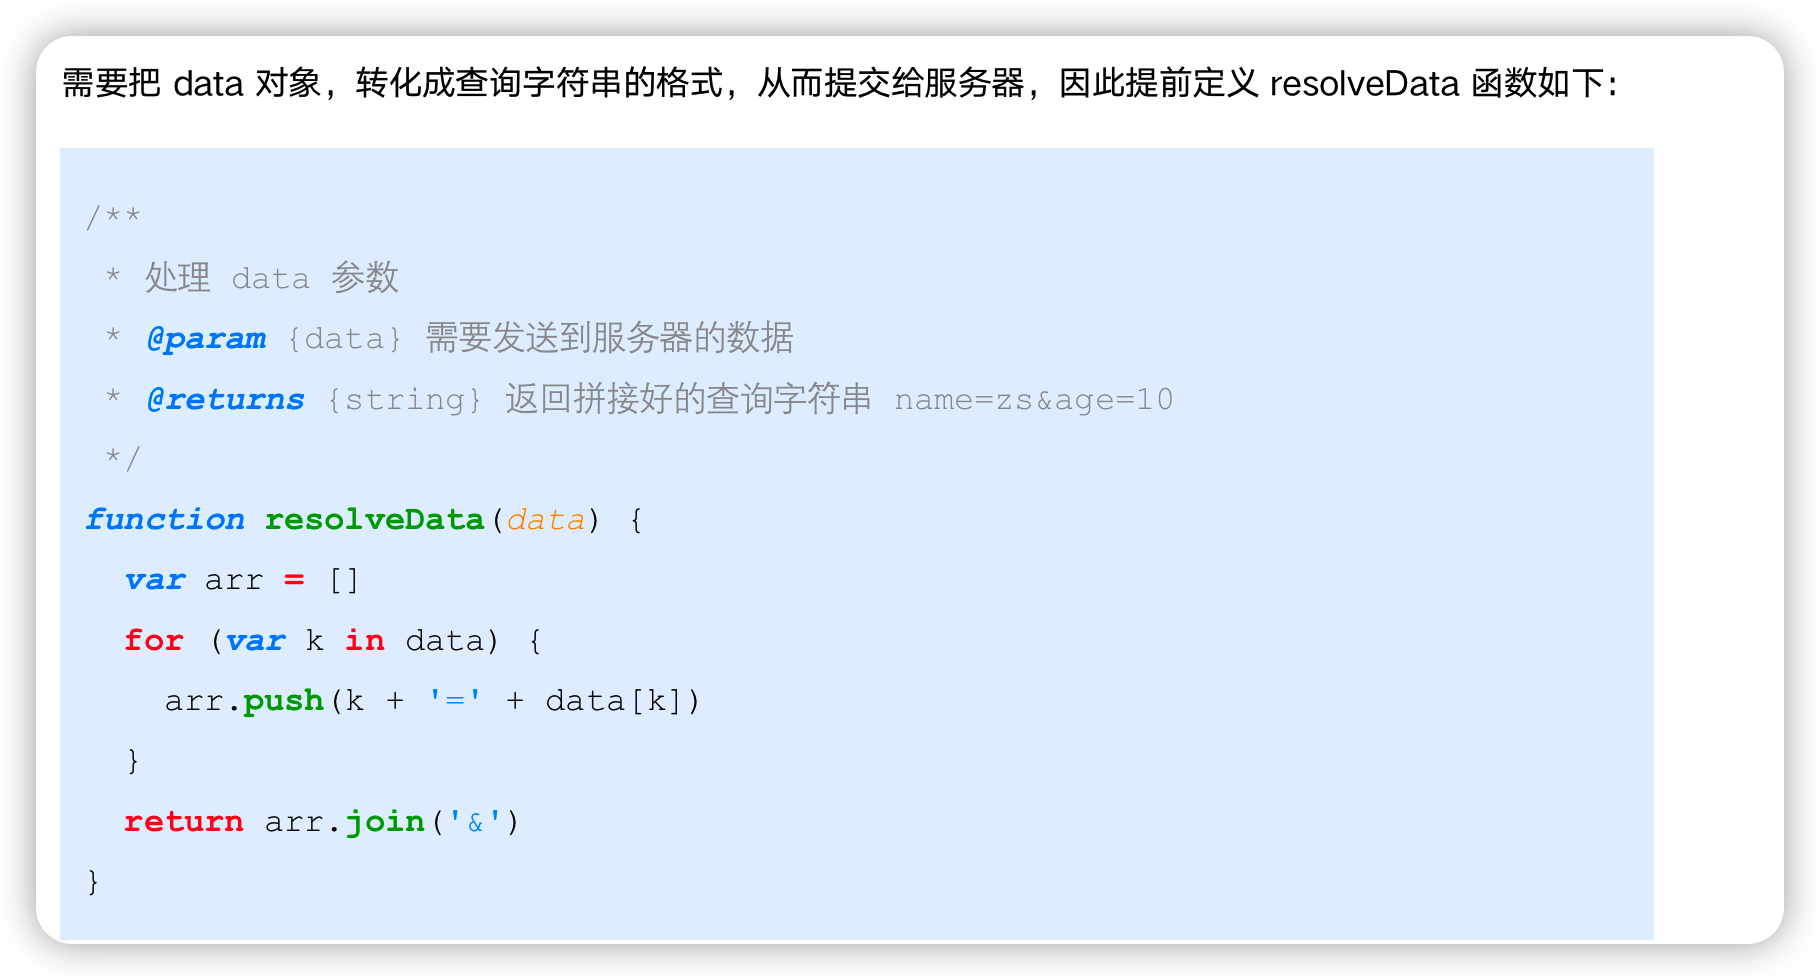 需要把 data 对象，转化成查询字符串的格式，从而提交给服务器，因此提前定义 resolveData 函数如下：
/**
 * 处理 data 参数
 * @param {data} 需要发送到服务器的数据
 * @returns {string} 返回拼接好的查询字符串 name=zs&age=10
 */
function resolveData(data) {
  var arr = []
  for (var k in data) {
    arr.push(k + '=' + data[k])
  }
  return arr.join('&')
}